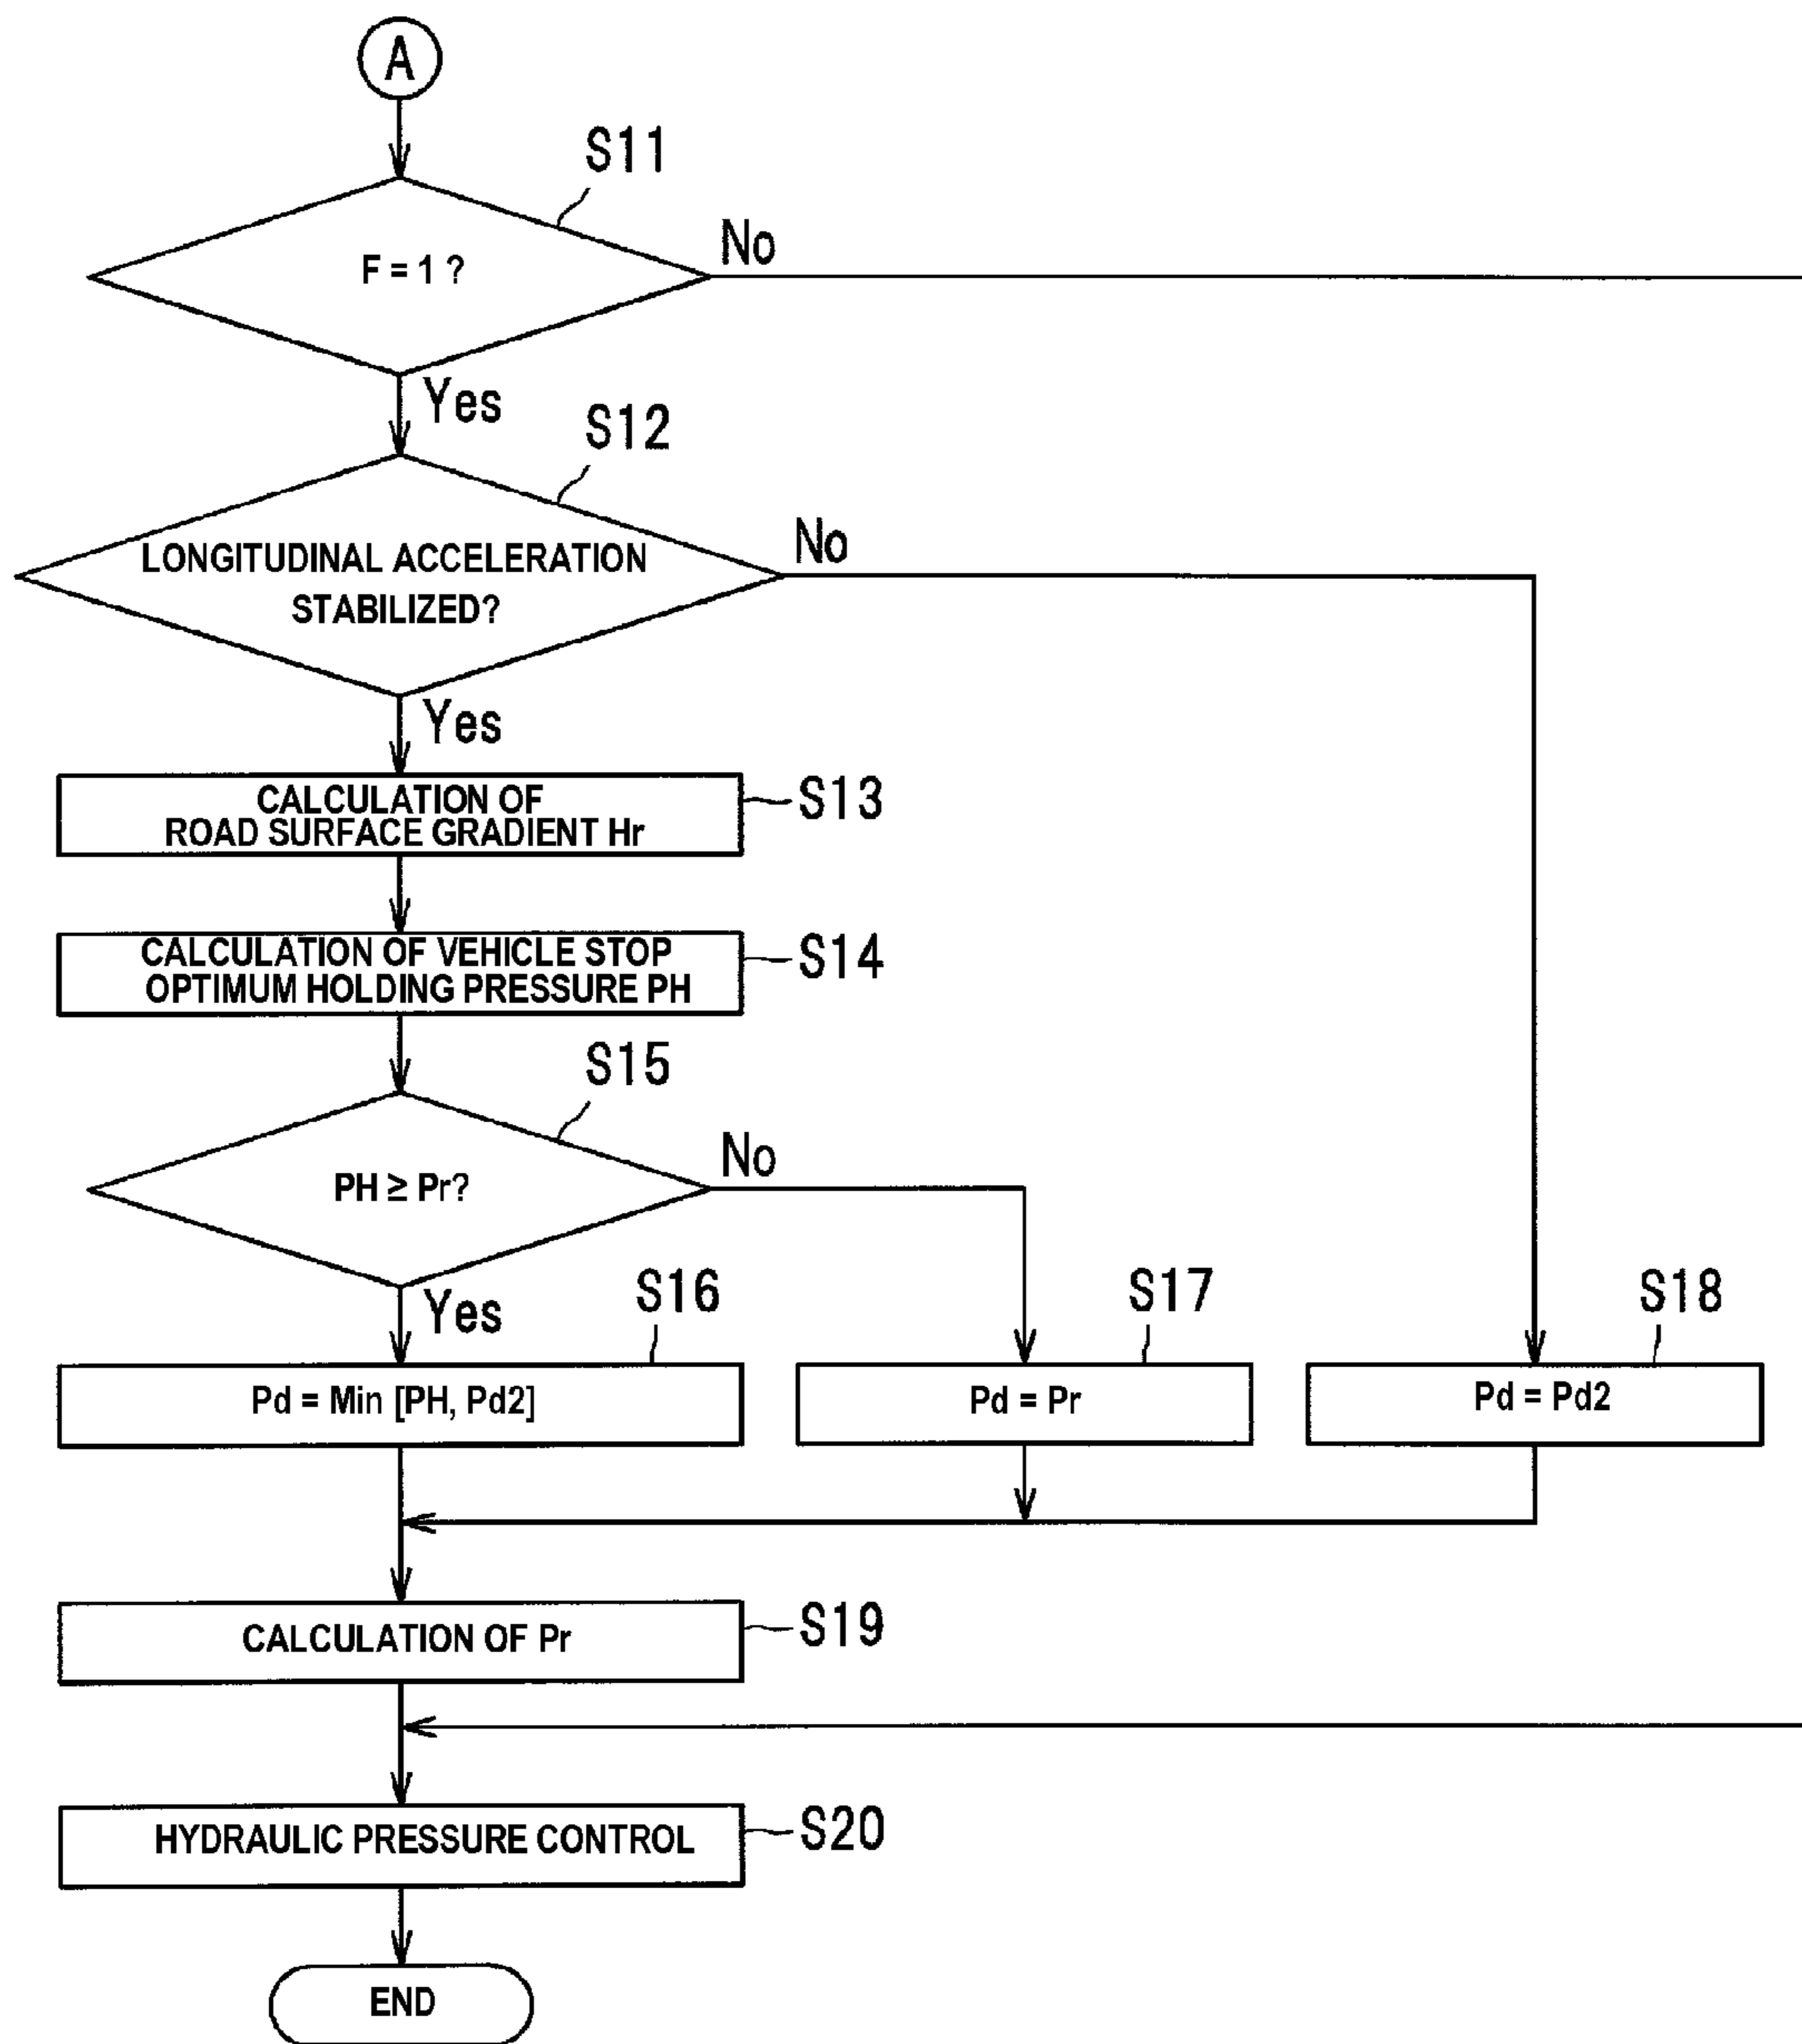 A
S11
F = 1 ?
No
Yes
S12
LONGITUDINAL ACCELERATION
STABILIZED?
No
Yes
CALCULATION OF
ROAD SURFACE GRADIENT Hr
S13
CALCULATION OF VEHICLE STOP
OPTIMUM HOLDING PRESSURE PH
S14
S15
PH ≥ Pr?
No
Yes
S16
S17
S18
Pd = Min [PH, Pd2]
Pd = Pr
Pd = Pd2
CALCULATION OF Pr
S19
HYDRAULIC PRESSURE CONTROL
S20
END